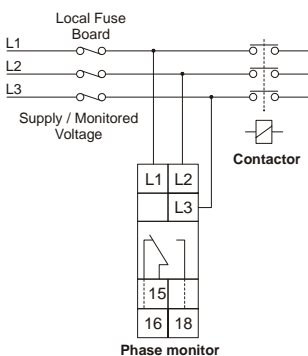 Local Fuse
Board
L1
L2
L3
Supply / Monitored
Voltage
Contactor
L1 L2
L3
15
16 18
Phase monitor